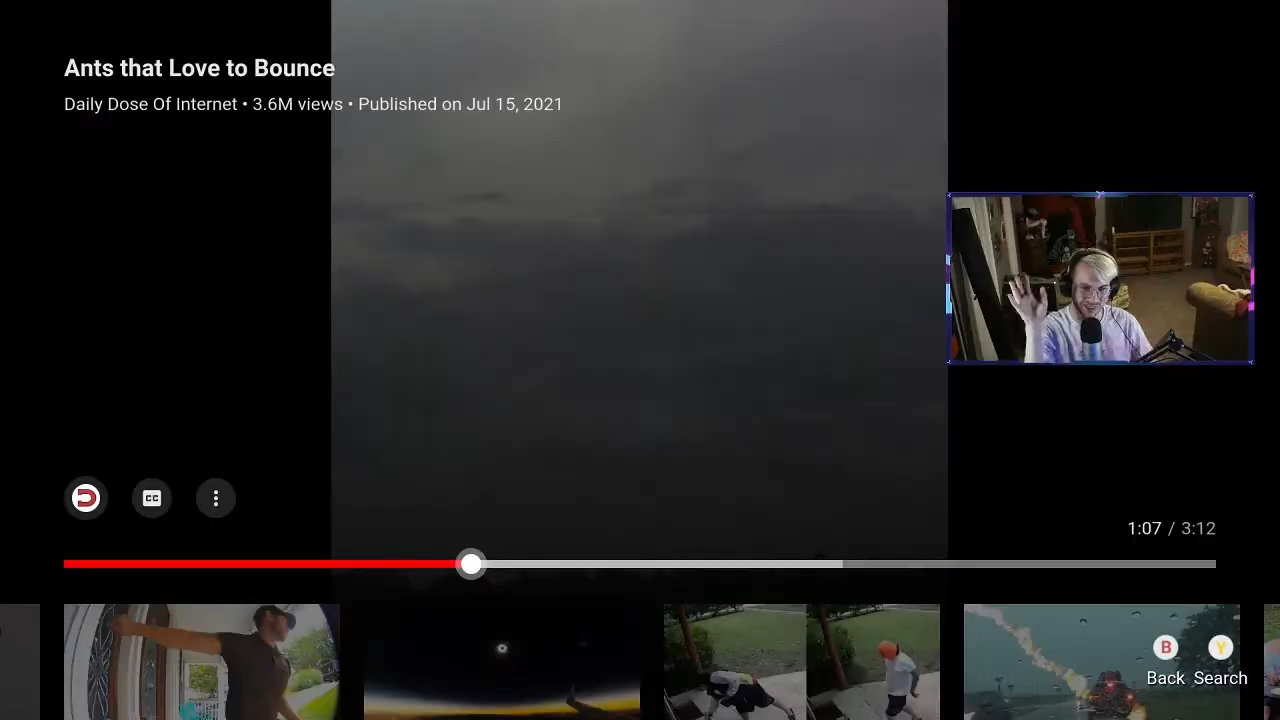 Ants that Love to Bounce
Daily Dose Of Internet • 3.6M views • Published on Jul 15, 2021
CC
1:07 / 3:12
B Y
Back Search